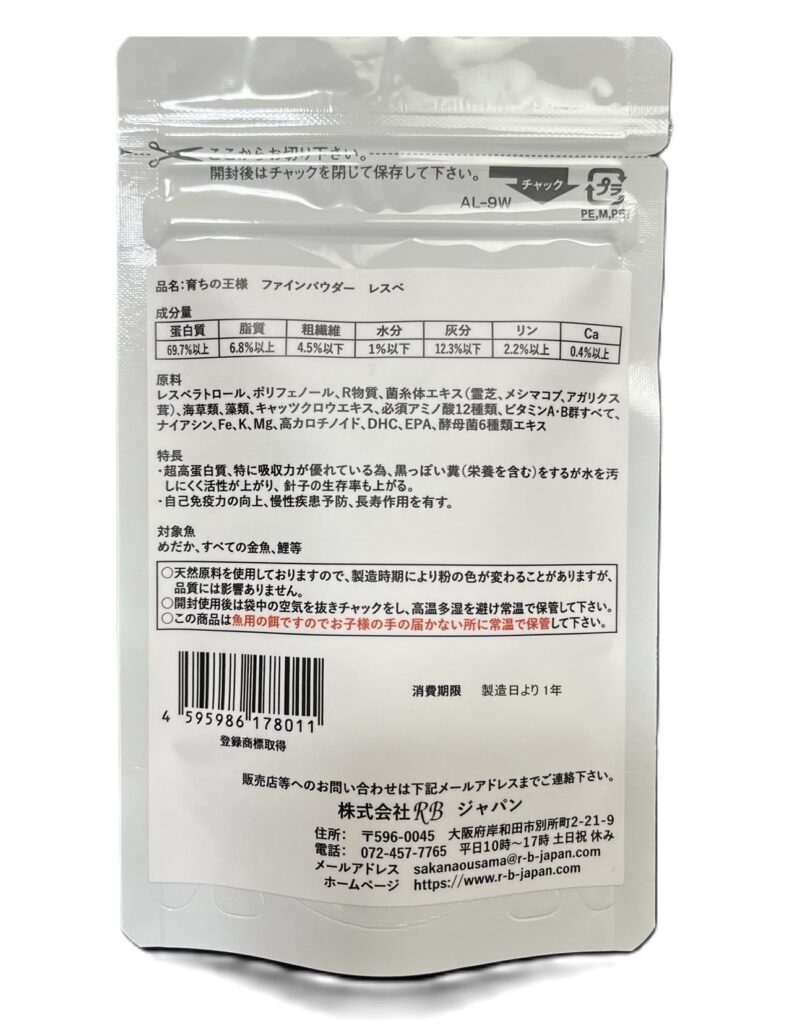 ここからお切り下さい。
開封後はチャックを閉じて保存して下さい。
チャック
プラ
AL-9W
PE,M,PE
品名:育ちの王様 ファインパウダー レスベ
成分量
蛋白質 脂質 粗繊維 水分 灰分 リン Ca
69.7%以上 6.8%以上 4.5%以下 1%以下 12.3%以下 2.2%以上 0.4%以上
原料
レスベラトロール、ポリフェノール、R物質、菌糸体エキス(霊芝、メシマコブ、アガリクス
茸)、海草類、藻類、キャッツクロウエキス、必須アミノ酸12種類、ビタミンA・B群すべて、
ナイアシン、Fe、K、Mg、高カロチノイド、DHC、EPA、酵母菌6種類エキス
特長
・超高蛋白質、特に吸収力が優れている為、黒っぽい糞(栄養を含む)をするが水を汚
しにくく活性が上がり、針子の生存率も上がる。
・自己免疫力の向上、慢性疾患予防、長寿作用を有す。
対象魚
めだか、すべての金魚、鯉等
○天然原料を使用しておりますので、製造時期により粉の色が変わることがありますが、
品質には影響ありません。
○開封使用後は袋中の空気を抜きチャックをし、高温多湿を避け常温で保管して下さい。
○この商品は魚用の餌ですのでお子様の手の届かない所に常温で保管して下さい。
消費期限 製造日より1年
4 595986 178011
登録商標取得
販売店等へのお問い合わせは下記メールアドレスまでご連絡下さい。
株式会社RB ジャパン
住所: 〒596-0045 大阪府岸和田市別所町2-21-9
電話: 072-457-7765 平日10時〜17時 土日祝 休み
メールアドレス sakanaousama@r-b-japan.com
ホームページ https://www.r-b-japan.com